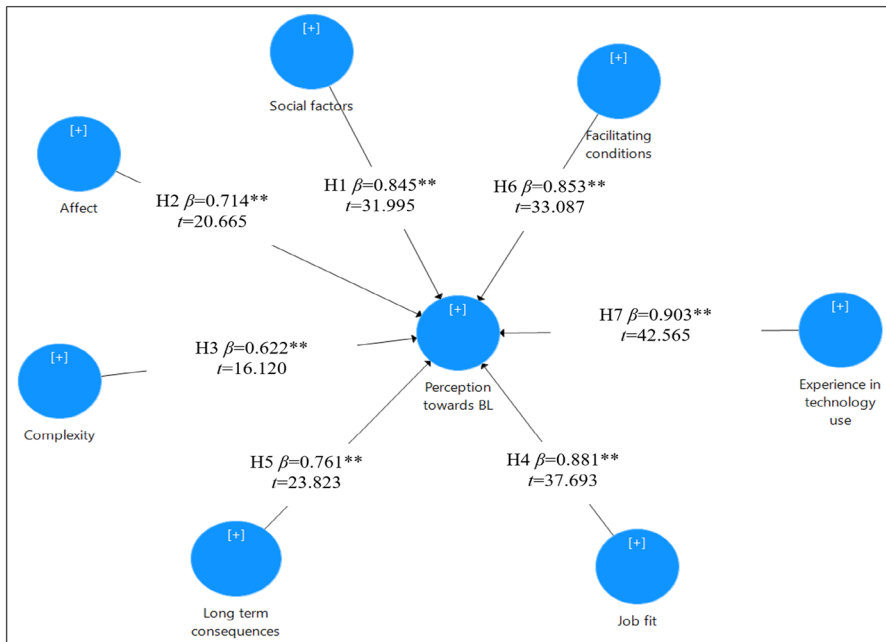 [+]
Social factors
[+]
Facilitating
conditions
[+]
Affect
H2 β=0.714**
t=20.665
H1 β=0.845**
t=31.995
H6 β=0.853**
t=33.087
[+]
Perception
towards BL
H7 β=0.903**
t=42.565
[+]
Experience in
technology
use
H3 β=0.622**
t=16.120
[+]
Complexity
H5 β=0.761**
t=23.823
H4 β=0.881**
t=37.693
[+]
Long term
consequences
[+]
Job fit